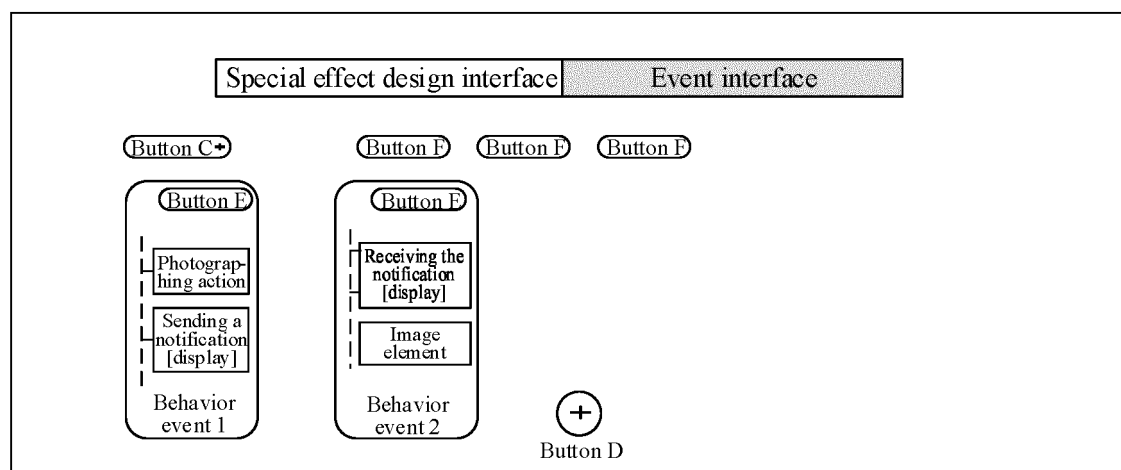 Special effect design interface Event interface
Button C+ Button F Button F Button F
Button E
Photograp-
hing action
Sending a
notification
[display]
Behavior
event 1
Button E
Receiving the
notification
[display]
Image
element
Behavior
event 2
+
Button D